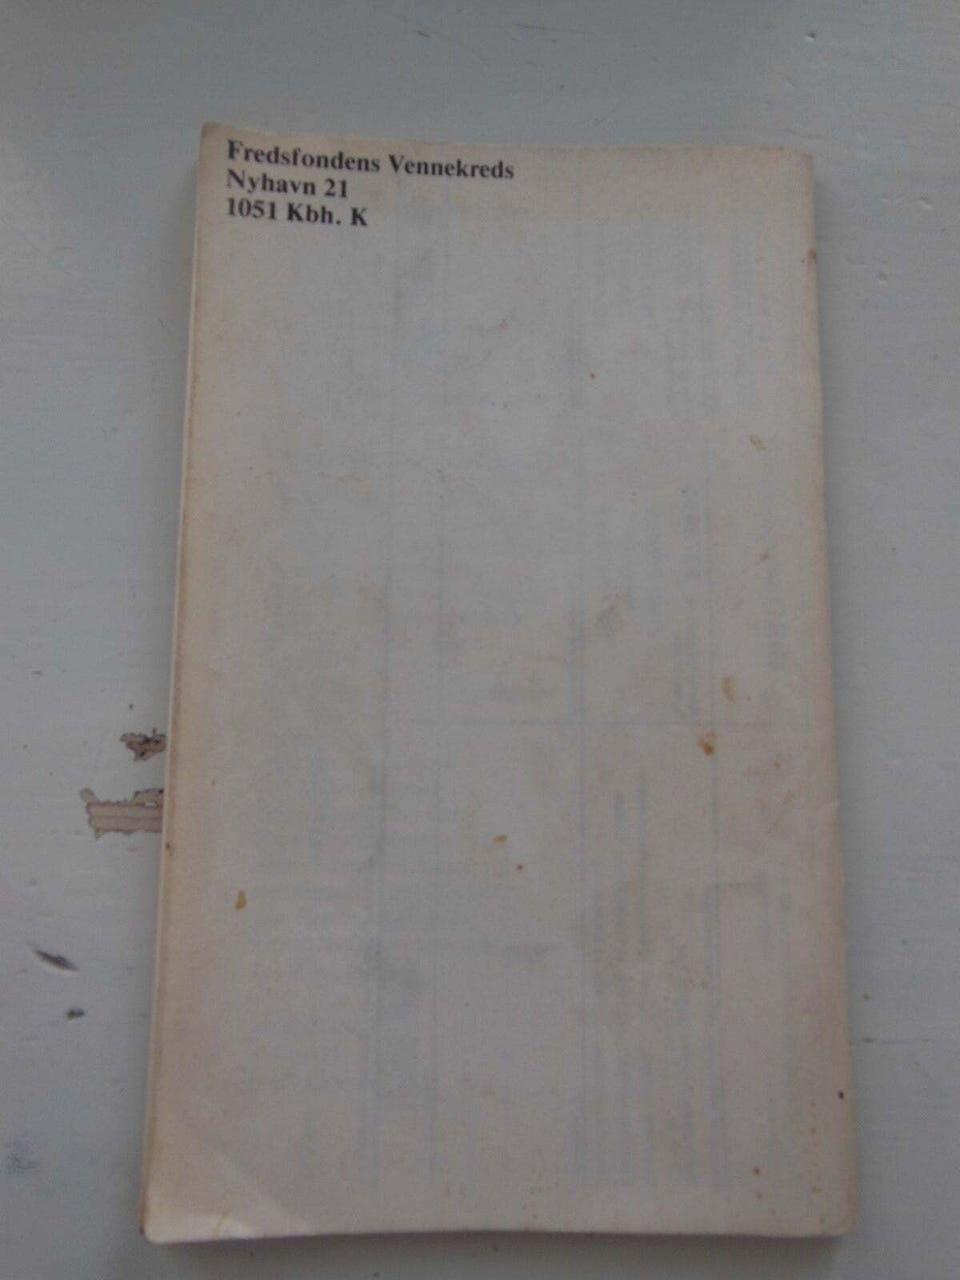 Fredsfondens Vennekreds
Nyhavn 21
1051 Kbh. K